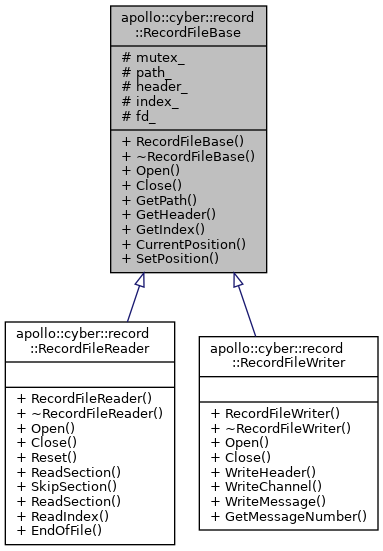 apollo::cyber::record
::RecordFileBase
# mutex_
# path_
# header_
# index_
# fd_
+ RecordFileBase()
+ ~RecordFileBase()
+ Open()
+ Close()
+ GetPath()
+ GetHeader()
+ GetIndex()
+ CurrentPosition()
+ SetPosition()
apollo::cyber::record
::RecordFileReader
+ RecordFileReader()
+ ~RecordFileReader()
+ Open()
+ Close()
+ Reset()
+ ReadSection()
+ SkipSection()
+ ReadSection()
+ ReadIndex()
+ EndOfFile()
apollo::cyber::record
::RecordFileWriter
+ RecordFileWriter()
+ ~RecordFileWriter()
+ Open()
+ Close()
+ WriteHeader()
+ WriteChannel()
+ WriteMessage()
+ GetMessageNumber()